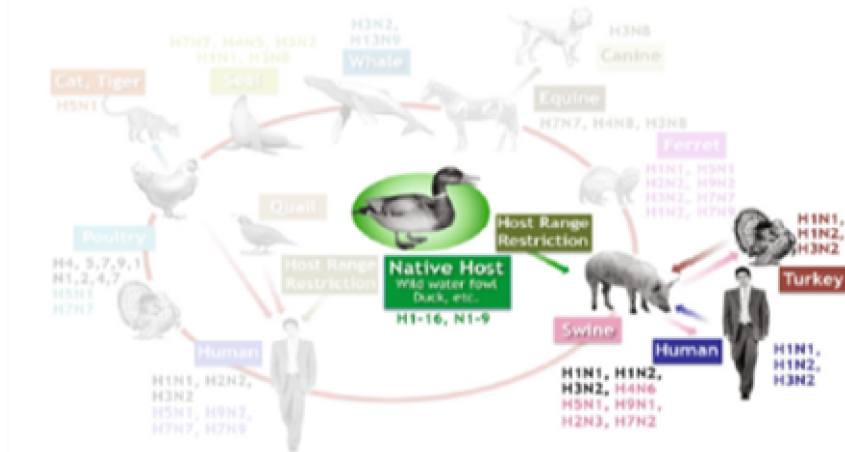 H3N2,
H13N9
Whale
H3N8
Canine
H7N7, H4N5, H3N2
H1N1, H3N8
Seal
Cat, Tiger
H5N1
Equine
H7N7, H4N8, H3N8
Ferret
H1N1, H5N1
H2N2, H9N2
H3N2, H7N7
H1N2, H7N9
Quail
Host Range
Restriction
Poultry
H4, 5,7,9,1
N1,2,4,7
H5N1
H7N7
Host Range
Restriction
Native Host
Wild water fowl
Duck, etc.
H1-16, N1-9
H1N1,
H1N2,
H3N2
Turkey
Swine
H1N1, H1N2,
H3N2, H4N6
H5N1, H9N1,
H2N3, H7N2
Human
H1N1,
H1N2,
H3N2
Human
H1N1, H2N2,
H3N2
H5N1, H9N2,
H7N7, H7N9